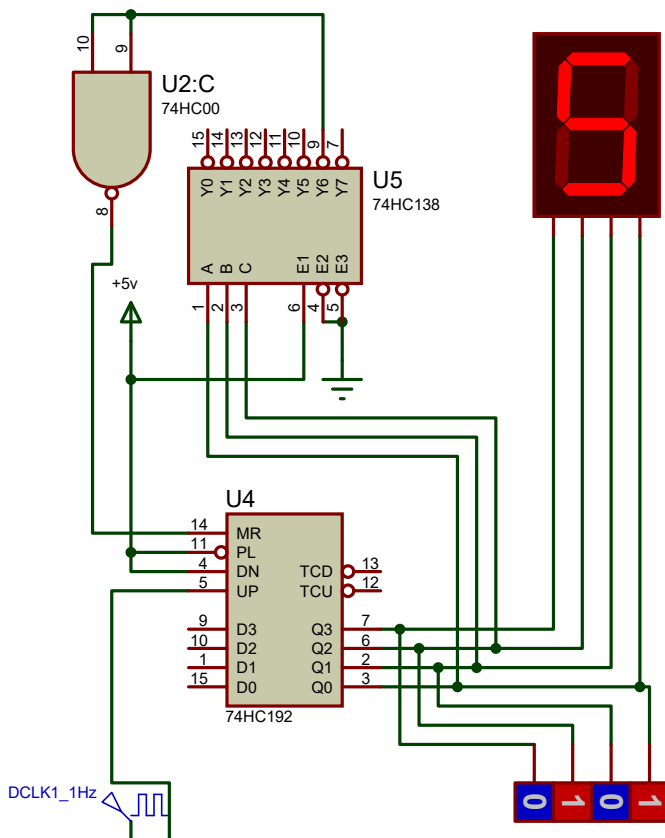 10
9
U2:C
74HC00
8
15 14 13 12 11 10 9 7
Y0 Y1 Y2 Y3 Y4 Y5 Y6 Y7
U5
74HC138
A B C E1 E2 E3
1 2 3 6 4 5
+5v
5
U4
14 MR
11 PL
4 DN TCD 13
5 UP TCU 12
9 D3 Q3 7
10 D2 Q2 6
1 D1 Q1 2
15 D0 Q0 3
74HC192
DCLK1_1Hz
0 1 0 1